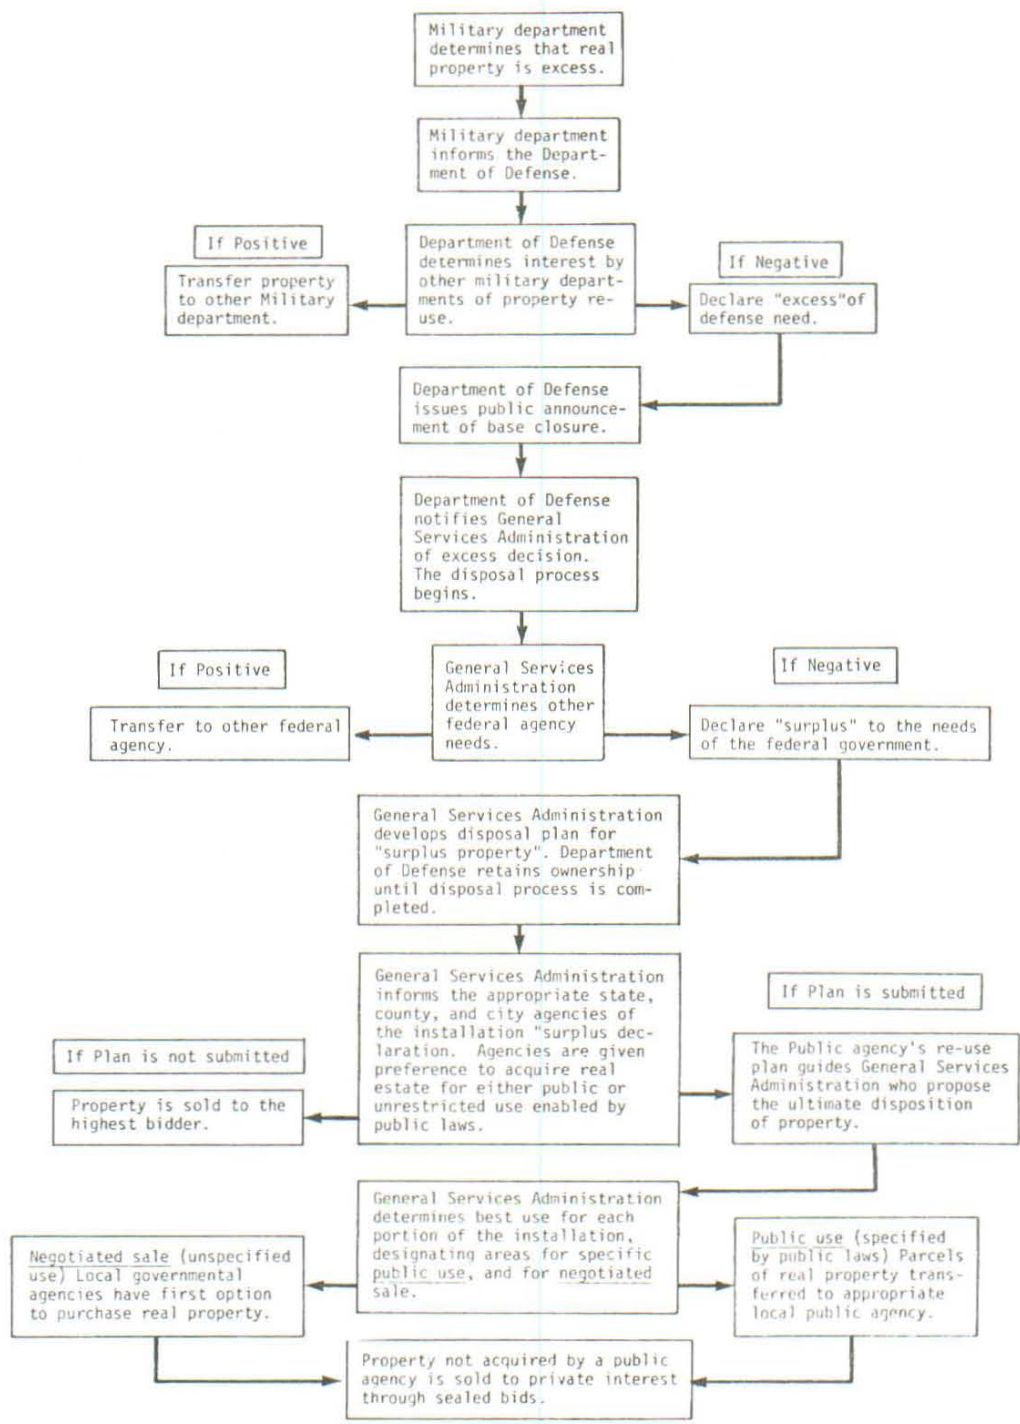 Military department
determines that real
property is excess.
Military department
informs the Depart-
ment of Defense.
If Positive
Transfer property
to other Military
department.
Department of Defense
determines interest by
other military depart-
ments of property re-
use.
If Negative
Declare "excess"of
defense need.
Department of Defense
issues public announce-
ment of base closure.
Department of Defense
notifies General
Services Administration
of excess decision.
The disposal process
begins.
If Positive
Transfer to other federal
agency.
General Services
Administration
determines other
federal agency
needs.
If Negative
Declare "surplus" to the needs
of the federal government.
General Services Administration
develops disposal plan for
"surplus property". Department
of Defense retains ownership
until disposal process is com-
pleted.
General Services Administration
informs the appropriate state,
county, and city agencies of
the installation "surplus dec-
laration. Agencies are given
preference to acquire real
estate for either public or
unrestricted use enabled by
public laws.
If Plan is not submitted
Property is sold to the
highest bidder.
If Plan is submitted
The Public agency's re-use
plan guides General Services
Administration who propose
the ultimate disposition
of property.
General Services Administration
determines best use for each
portion of the installation,
designating areas for specific
public use, and for negotiated
sale.
Negotiated sale (unspecified
use) Local governmental
agencies have first option
to purchase real property.
Public use (specified
by public laws) Parcels
of real property trans-
ferred to appropriate
local public agency.
Property not acquired by a public
agency is sold to private interest
through sealed bids.